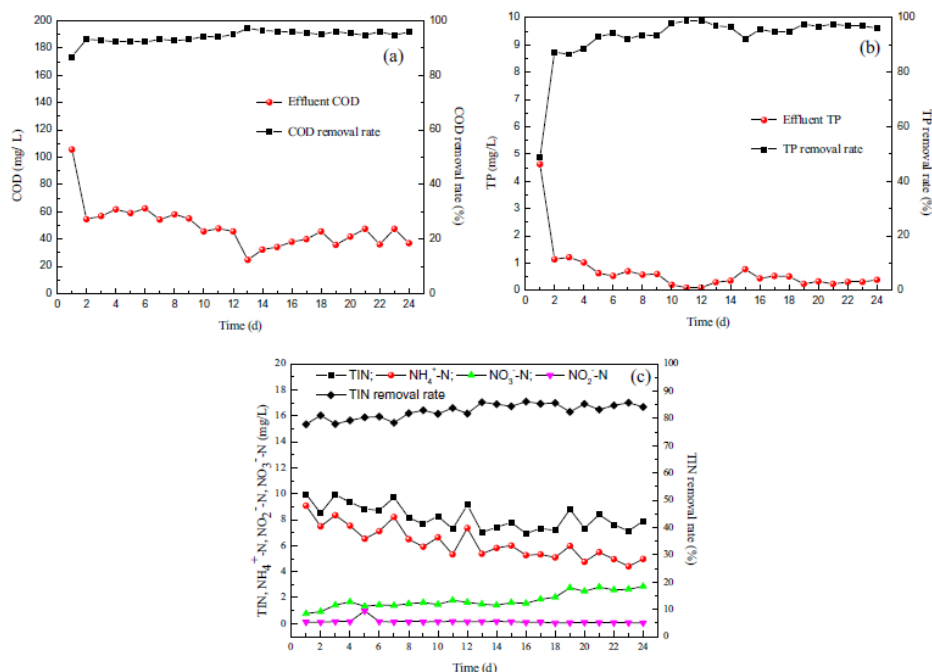 200
180
160
140
120
100
80
60
40
20
0
COD (mg/ L)
(a)
Effluent COD
COD removal rate
100
80
60
40
20
0
COD removal rate (%)
0 2 4 6 8 10 12 14 16 18 20 22 24
Time (d)
10
9
8
7
6
5
4
3
2
1
0
TP (mg/L)
(b)
Effluent TP
TP removal rate
100
80
60
40
20
0
TP removal rate (%)
0 2 4 6 8 10 12 14 16 18 20 22 24
Time (d)
20
18
16
14
12
10
8
6
4
2
0
TIN, NH₄⁺-N, NO₂⁻-N, NO₃⁻-N (mg/L)
TIN; NH₄⁺-N; NO₃⁻-N; NO₂⁻-N
(c)
TIN removal rate
100
90
80
70
60
50
40
30
20
10
0
TIN removal rate (%)
0 2 4 6 8 10 12 14 16 18 20 22 24
Time (d)